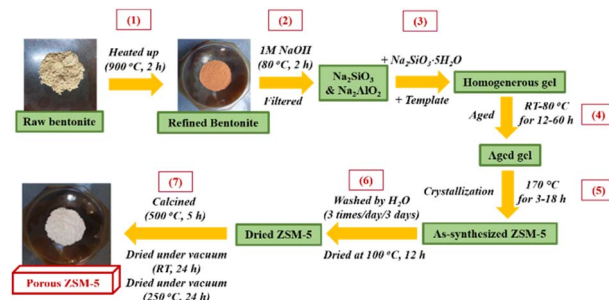 (1)
Heated up
(900 °C, 2 h)
Raw bentonite
(2)
1M NaOH
(80 °C, 2 h)
Filtered
Refined Bentonite
(3)
+ Na₂SiO₃·5H₂O
+ Template
Na₂SiO₃
& Na₂AlO₂
Homogenerous gel
Aged
RT-80 °C
for 12-60 h
(4)
Aged gel
Crystallization
170 °C
for 3-18 h
(5)
As-synthesized ZSM-5
(6)
Washed by H₂O
(3 times/day/3 days)
Dried at 100 °C, 12 h
Dried ZSM-5
(7)
Calcined
(500 °C, 5 h)
Dried under vacuum
(RT, 24 h)
Dried under vacuum
(250 °C, 24 h)
Porous ZSM-5